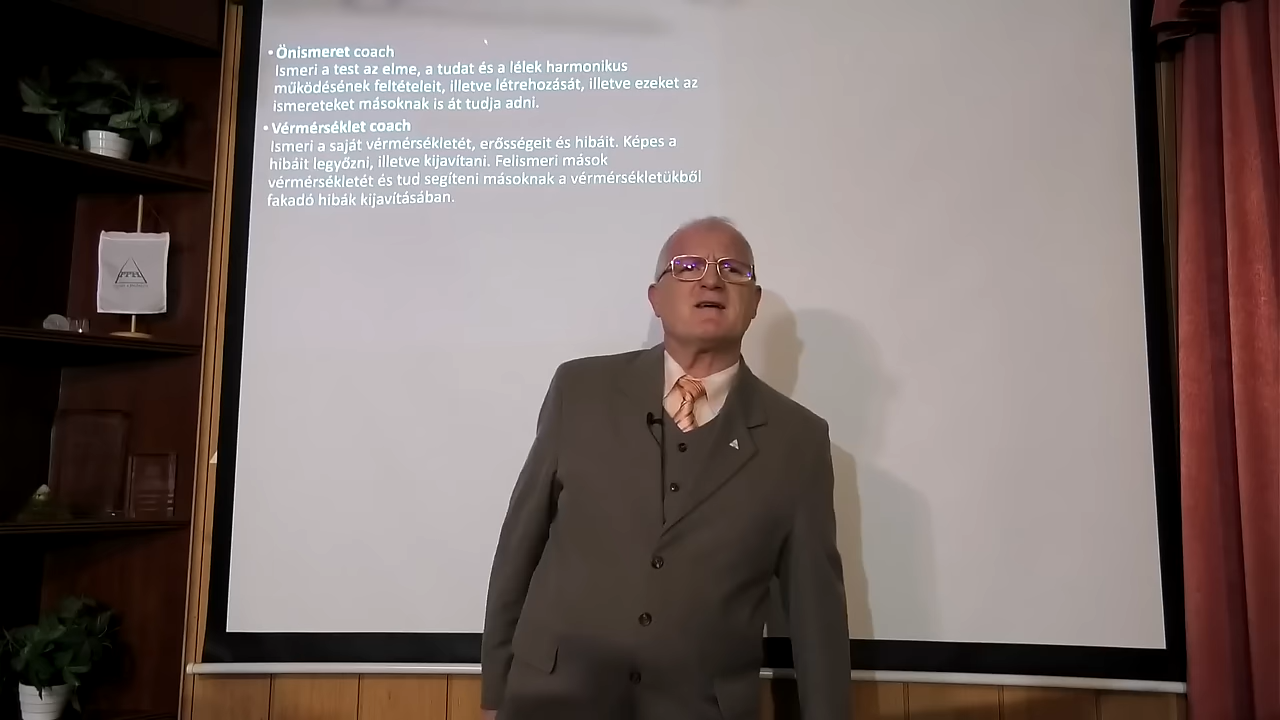 • Önismeret coach
Ismeri a test az elme, a tudat és a lélek harmonikus
működésének feltételeit, illetve létrehozását, illetve ezeket az
ismereteket másoknak is át tudja adni.
• Vérmérséklet coach
Ismeri a saját vérmérsékletét, erősségeit és hibáit. Képes a
hibáit legyőzni, illetve kijavítani. Felismeri mások
vérmérsékletét és tud segíteni másoknak a vérmérsékletükből
fakadó hibák kijavításában.